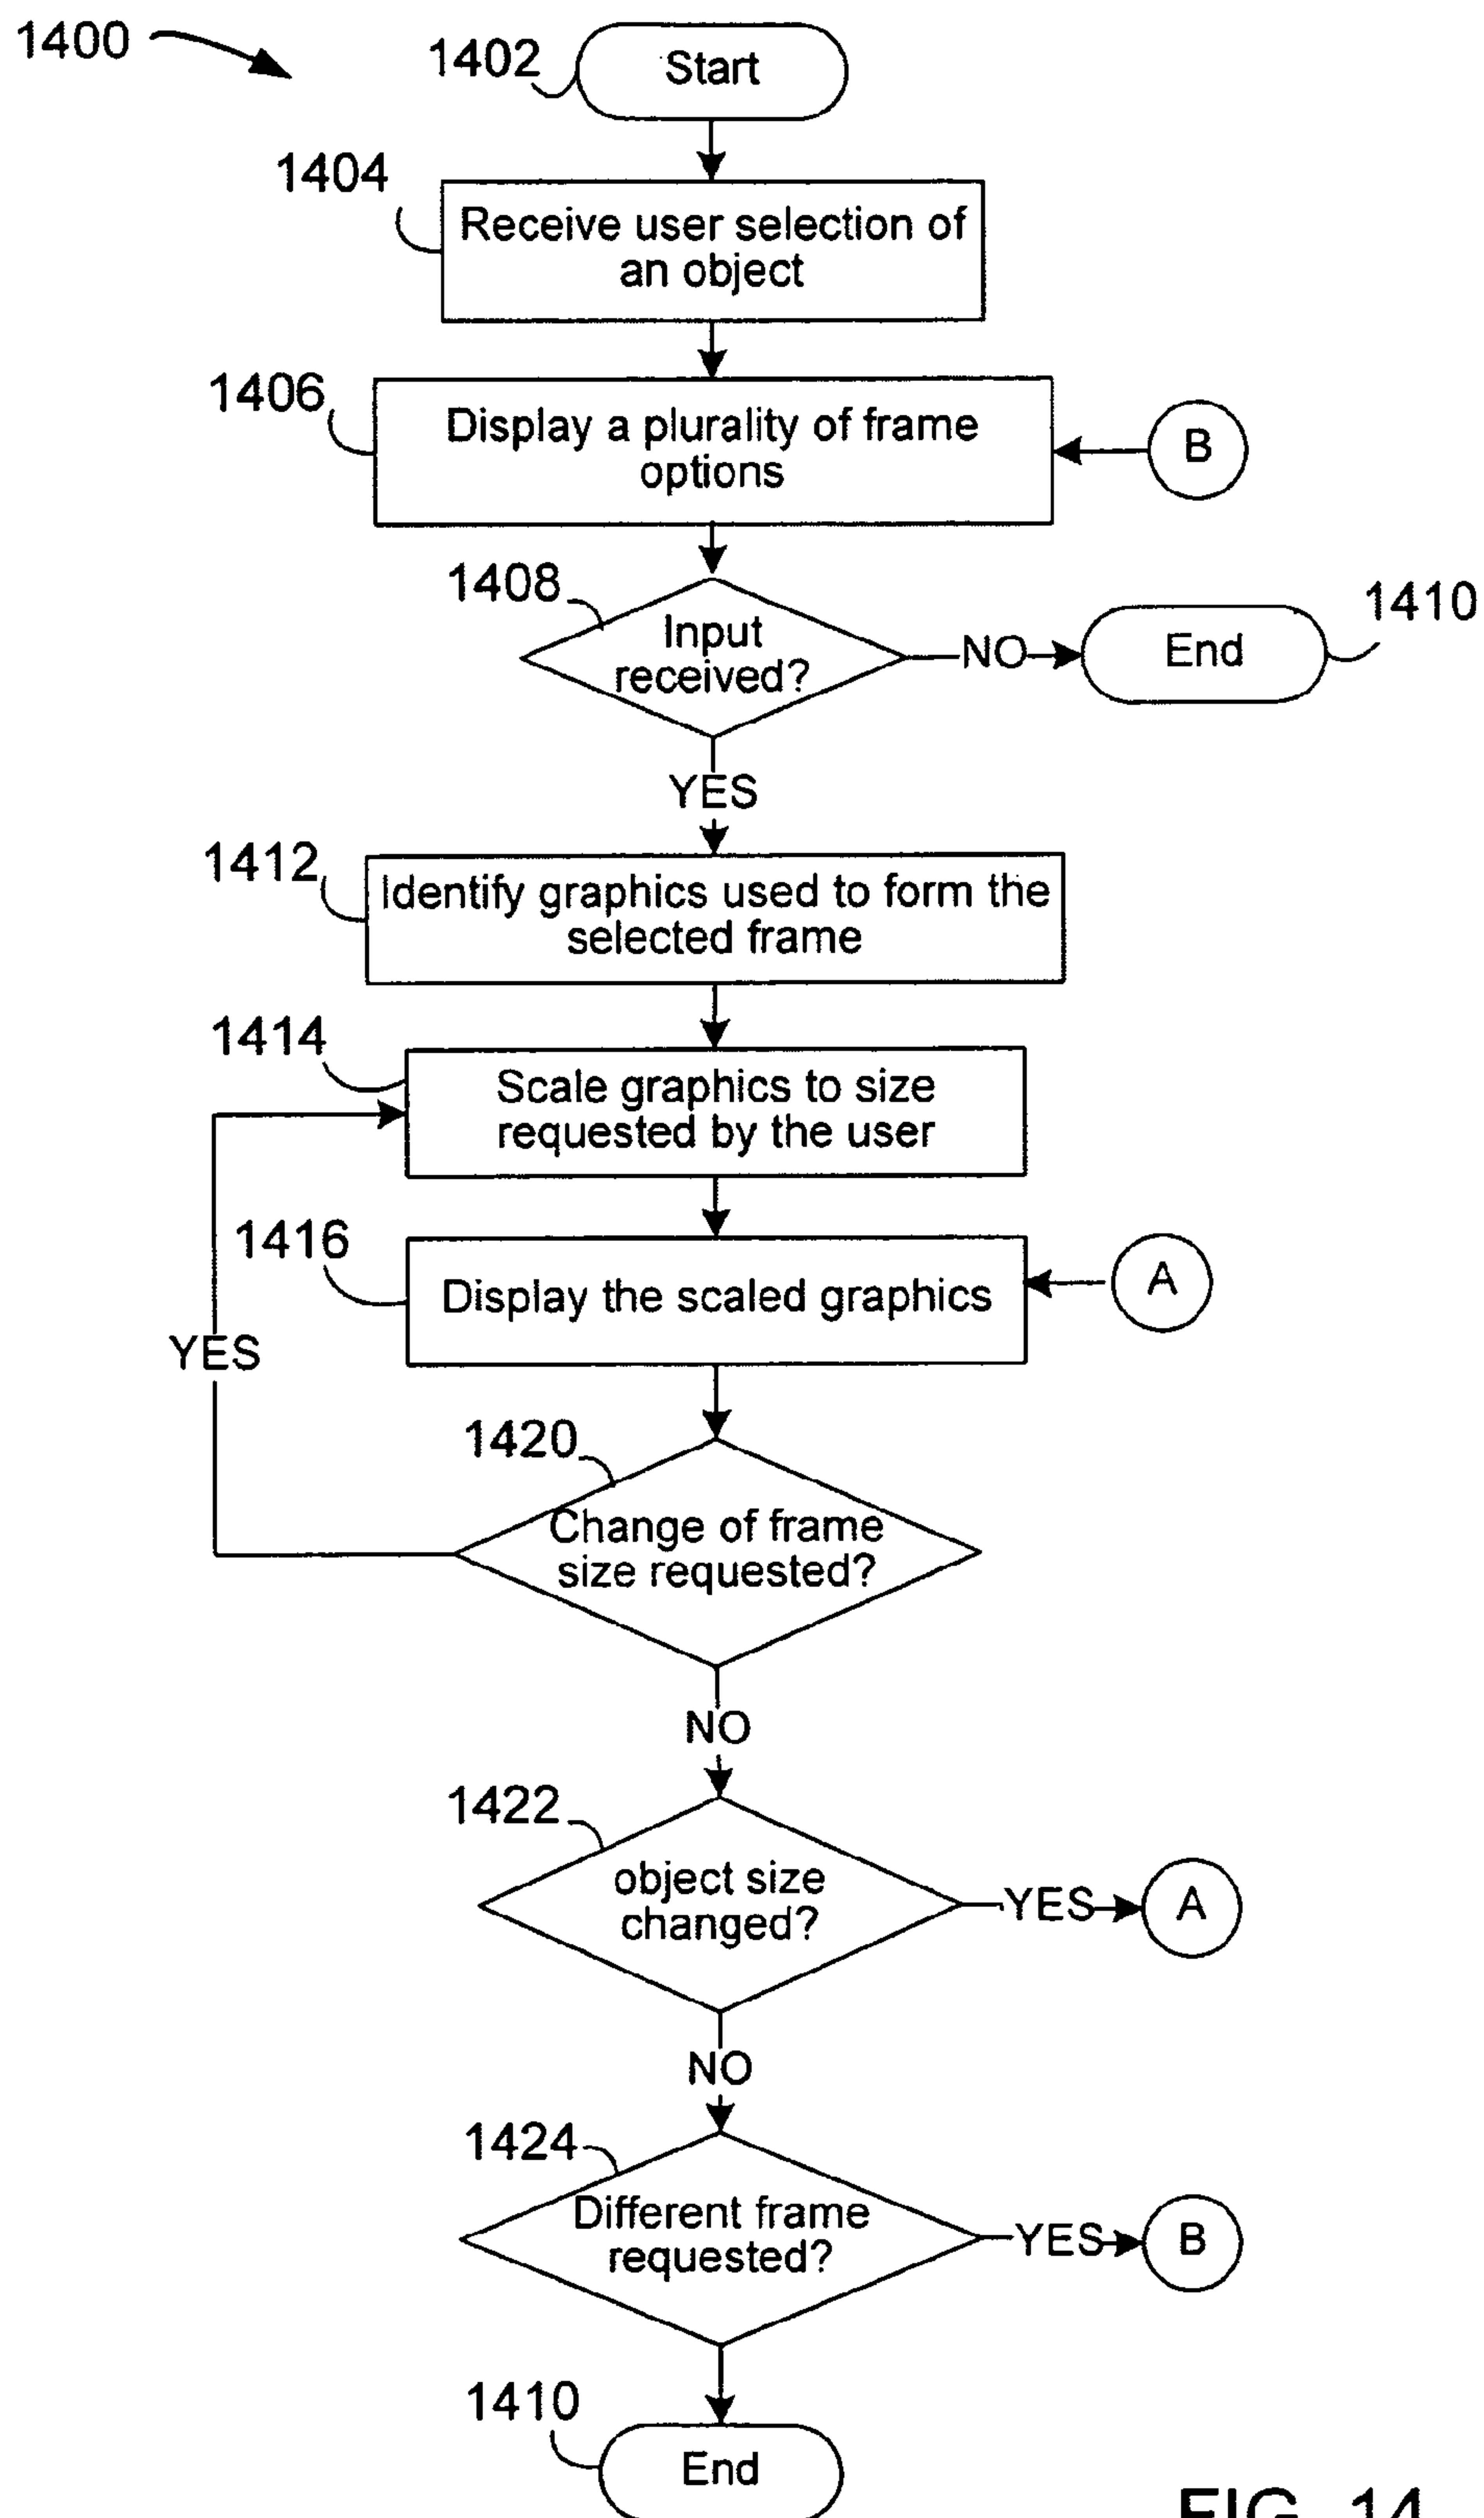 1400
1402
Start
1404
Receive user selection of
an object
1406
Display a plurality of frame
options
B
1408
Input
received?
NO
End
1410
YES
1412
Identify graphics used to form the
selected frame
1414
Scale graphics to size
requested by the user
1416
Display the scaled graphics
A
YES
1420
Change of frame
size requested?
NO
1422
object size
changed?
YES
A
NO
1424
Different frame
requested?
YES
B
1410
End
FIG. 14